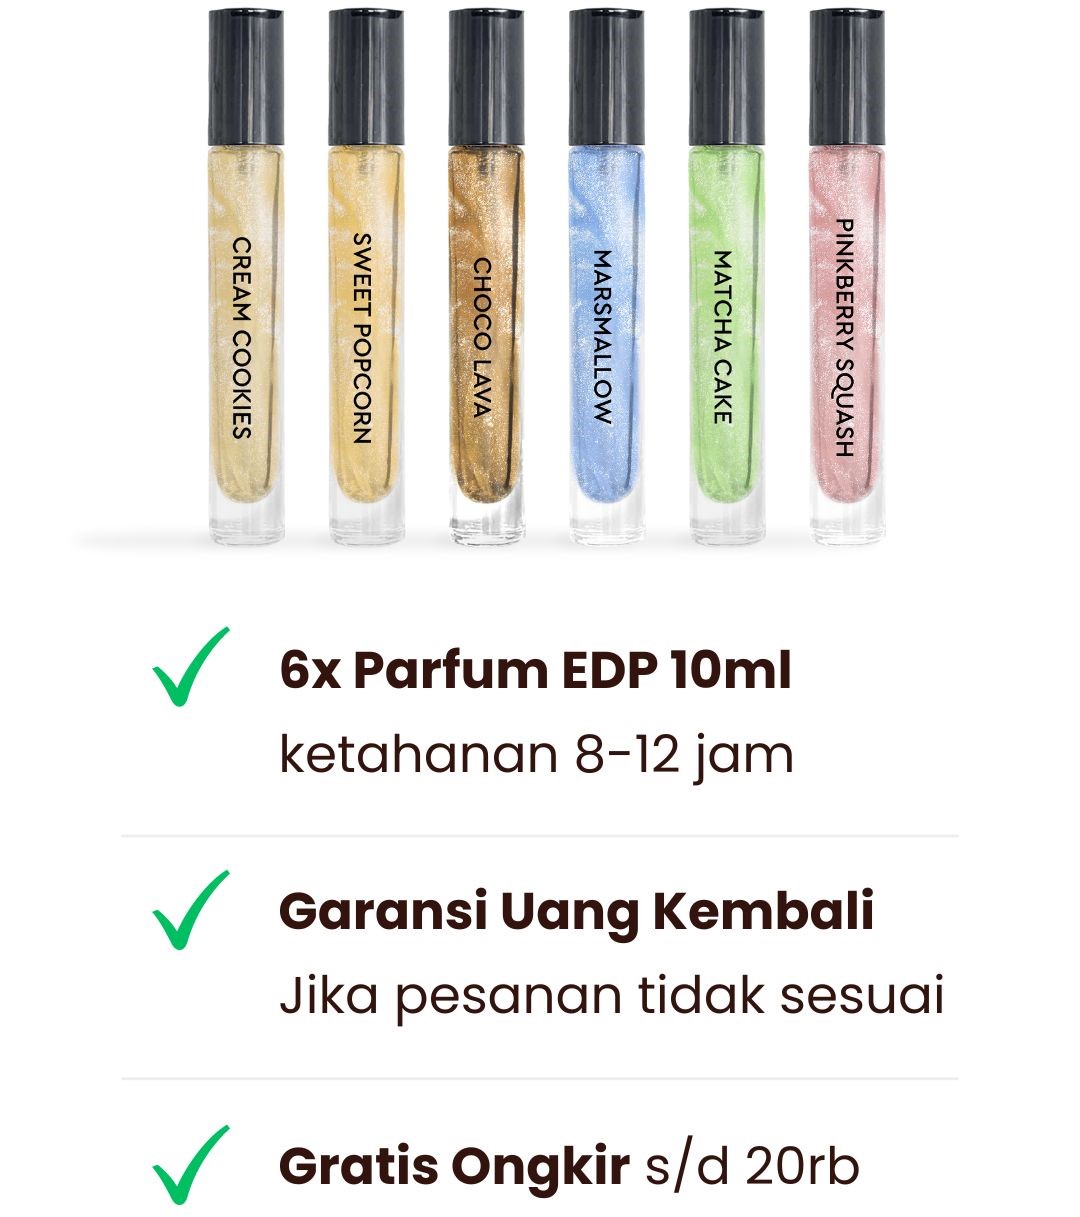 CREAM COOKIES
SWEET POPCORN
CHOCO LAVA
MARSMALLOW
MATCHA CAKE
PINKBERRY SQUASH
6x Parfum EDP 10ml
ketahanan 8-12 jam
Garansi Uang Kembali
Jika pesanan tidak sesuai
Gratis Ongkir s/d 20rb